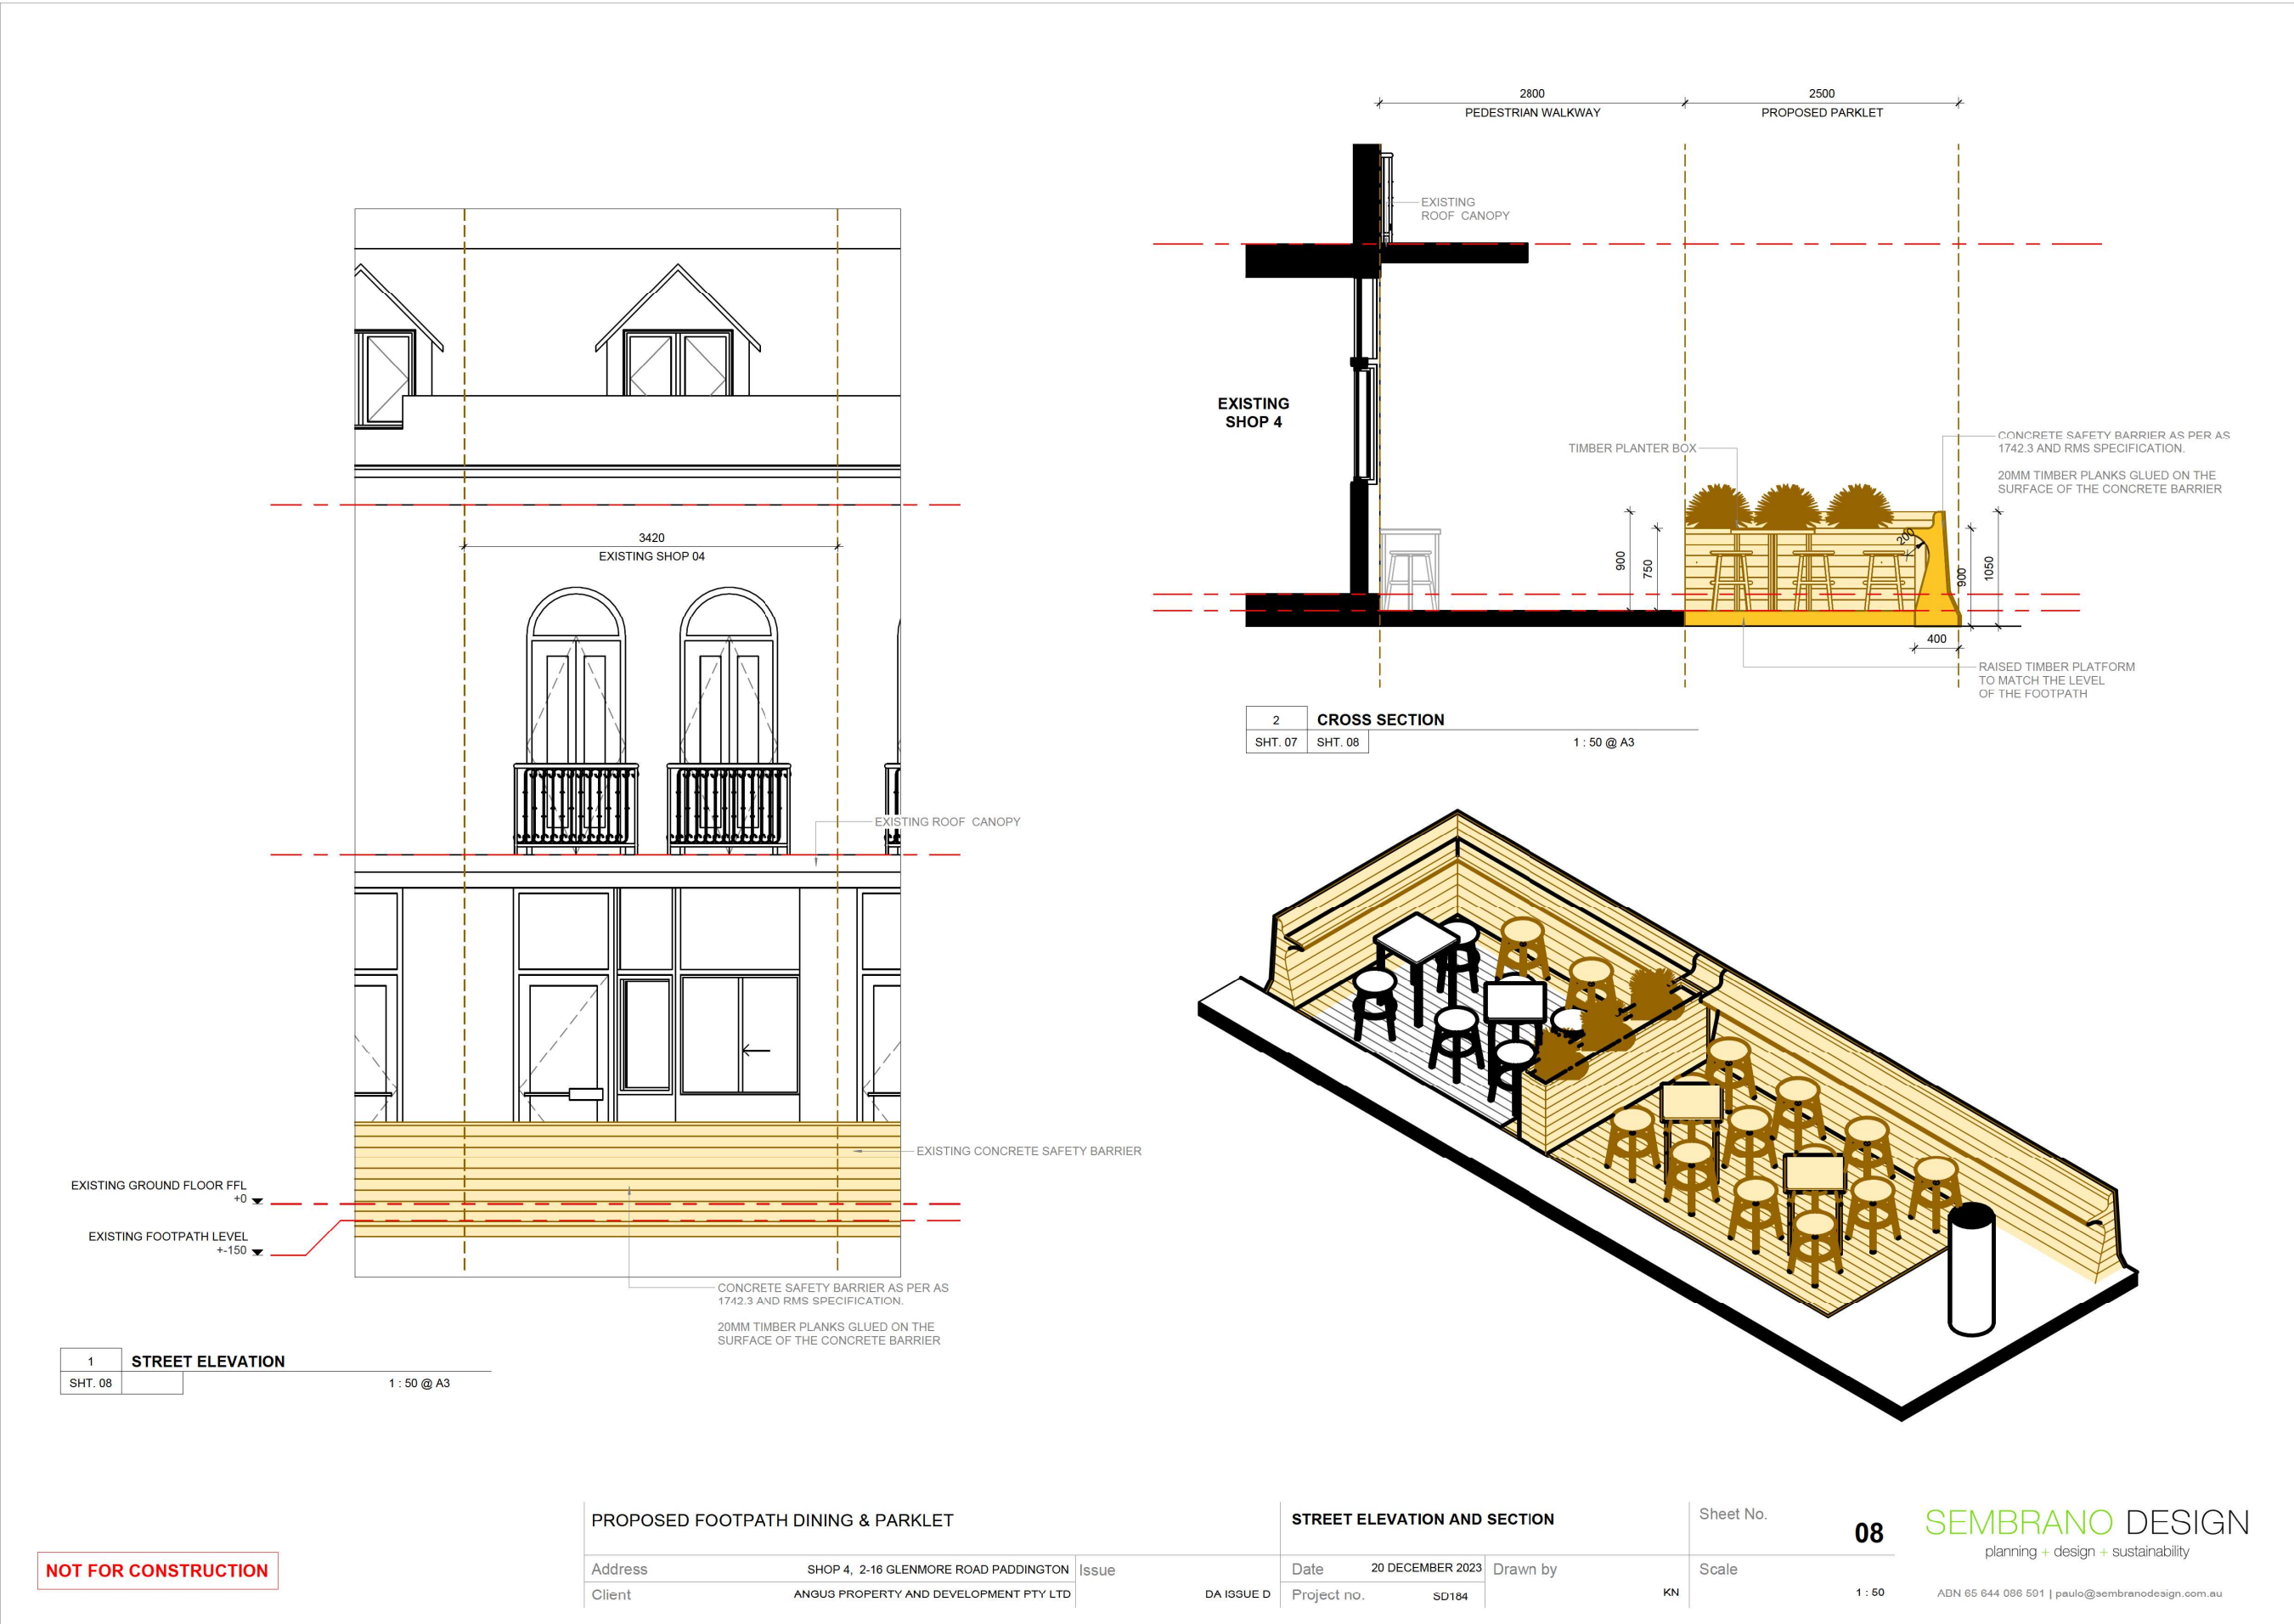 2800
2500
PEDESTRIAN WALKWAY
PROPOSED PARKLET
EXISTING
ROOF CANOPY
EXISTING
SHOP 4
TIMBER PLANTER BOX
CONCRETE SAFETY BARRIER AS PER AS
1742.3 AND RMS SPECIFICATION.
20MM TIMBER PLANKS GLUED ON THE
SURFACE OF THE CONCRETE BARRIER
200
900
750
900
1050
400
RAISED TIMBER PLATFORM
TO MATCH THE LEVEL
OF THE FOOTPATH
2 CROSS SECTION
SHT. 07 SHT. 08 1 : 50 @ A3
3420
EXISTING SHOP 04
EXISTING ROOF CANOPY
EXISTING CONCRETE SAFETY BARRIER
EXISTING GROUND FLOOR FFL
+0
EXISTING FOOTPATH LEVEL
+-150
CONCRETE SAFETY BARRIER AS PER AS
1742.3 AND RMS SPECIFICATION.
20MM TIMBER PLANKS GLUED ON THE
SURFACE OF THE CONCRETE BARRIER
1 STREET ELEVATION
SHT. 08 1 : 50 @ A3
NOT FOR CONSTRUCTION
PROPOSED FOOTPATH DINING & PARKLET
Address SHOP 4, 2-16 GLENMORE ROAD PADDINGTON
Client ANGUS PROPERTY AND DEVELOPMENT PTY LTD
Issue
DA ISSUE D
STREET ELEVATION AND SECTION
Date 20 DECEMBER 2023
Project no. SD184
Drawn by
KN
Sheet No.
08
Scale
1 : 50
SEMBRANO DESIGN
planning + design + sustainability
ABN 65 644 086 591 | paulo@sembranodesign.com.au